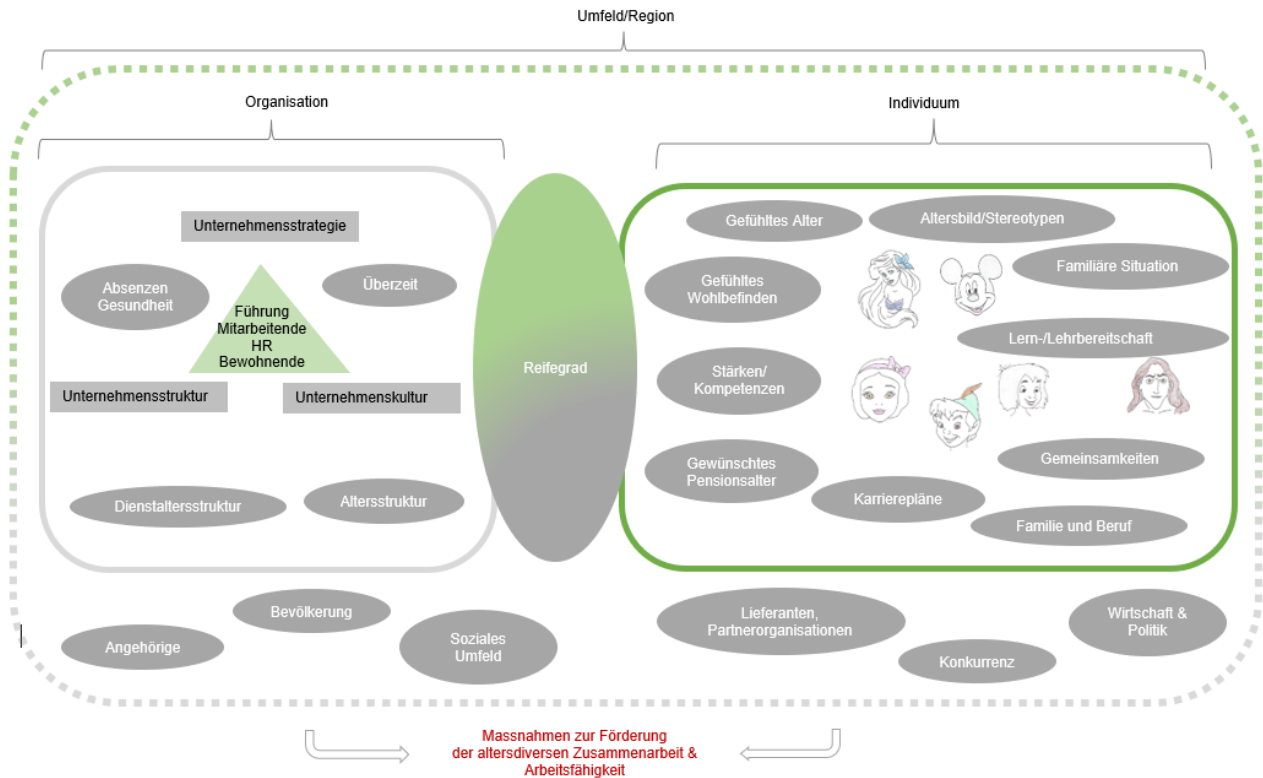 Umfeld/Region
Organisation
Individuum
Unternehmensstrategie
Absenzen
Gesundheit
Überzeit
Führung
Mitarbeitende
HR
Bewohnende
Unternehmensstruktur
Unternehmenskultur
Dienstaltersstruktur
Altersstruktur
Reifegrad
Gefühltes Alter
Altersbild/Stereotypen
Gefühltes
Wohlbefinden
Familiäre Situation
Lern-/Lehrbereitschaft
Stärken/
Kompetenzen
Gemeinsamkeiten
Gewünschtes
Pensionsalter
Karrierepläne
Familie und Beruf
Angehörige
Bevölkerung
Soziales
Umfeld
Lieferanten,
Partnerorganisationen
Konkurrenz
Wirtschaft &
Politik
Massnahmen zur Förderung
der altersdiversen Zusammenarbeit &
Arbeitsfähigkeit